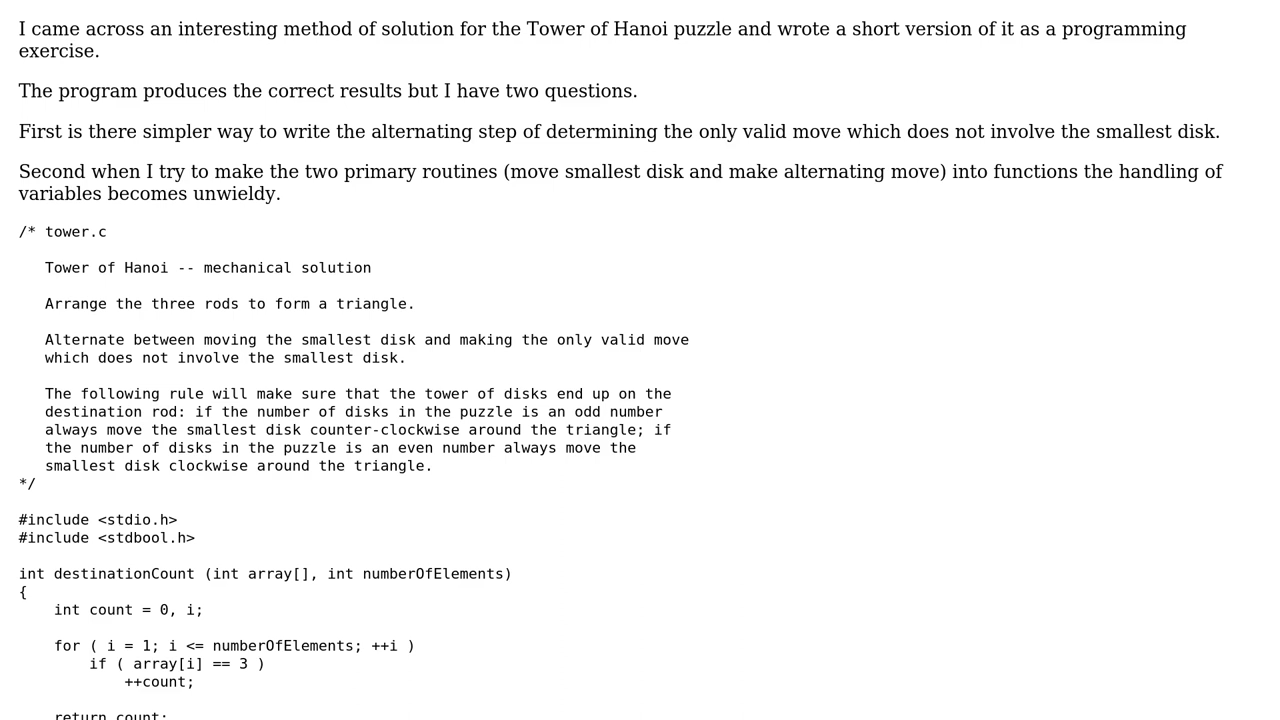 I came across an interesting method of solution for the Tower of Hanoi puzzle and wrote a short version of it as a programming
exercise.
The program produces the correct results but I have two questions.
First is there simpler way to write the alternating step of determining the only valid move which does not involve the smallest disk.
Second when I try to make the two primary routines (move smallest disk and make alternating move) into functions the handling of
variables becomes unwieldy.
/* tower.c
Tower of Hanoi -- mechanical solution
Arrange the three rods to form a triangle.
Alternate between moving the smallest disk and making the only valid move
which does not involve the smallest disk.
The following rule will make sure that the tower of disks end up on the
destination rod: if the number of disks in the puzzle is an odd number
always move the smallest disk counter-clockwise around the triangle; if
the number of disks in the puzzle is an even number always move the
smallest disk clockwise around the triangle.
*/
#include <stdio.h>
#include <stdbool.h>
int destinationCount (int array[], int numberOfElements)
{
int count = 0, i;
for ( i = 1; i <= numberOfElements; ++i )
if ( array[i] == 3 )
++count;
return count;